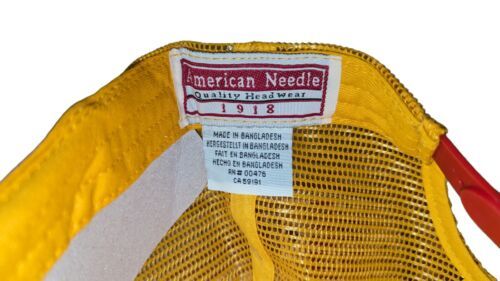 American Needle
Quality Headwear
1918
MADE IN BANGLADESH
HERGESTELLT IN BANGLADESH
FAIT EN BANGLADESH
HECHO EN BANGLADESH
RN# 00476
CA 59191